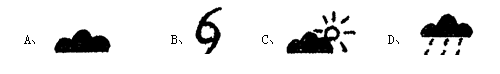 A、 B、 C、 D、